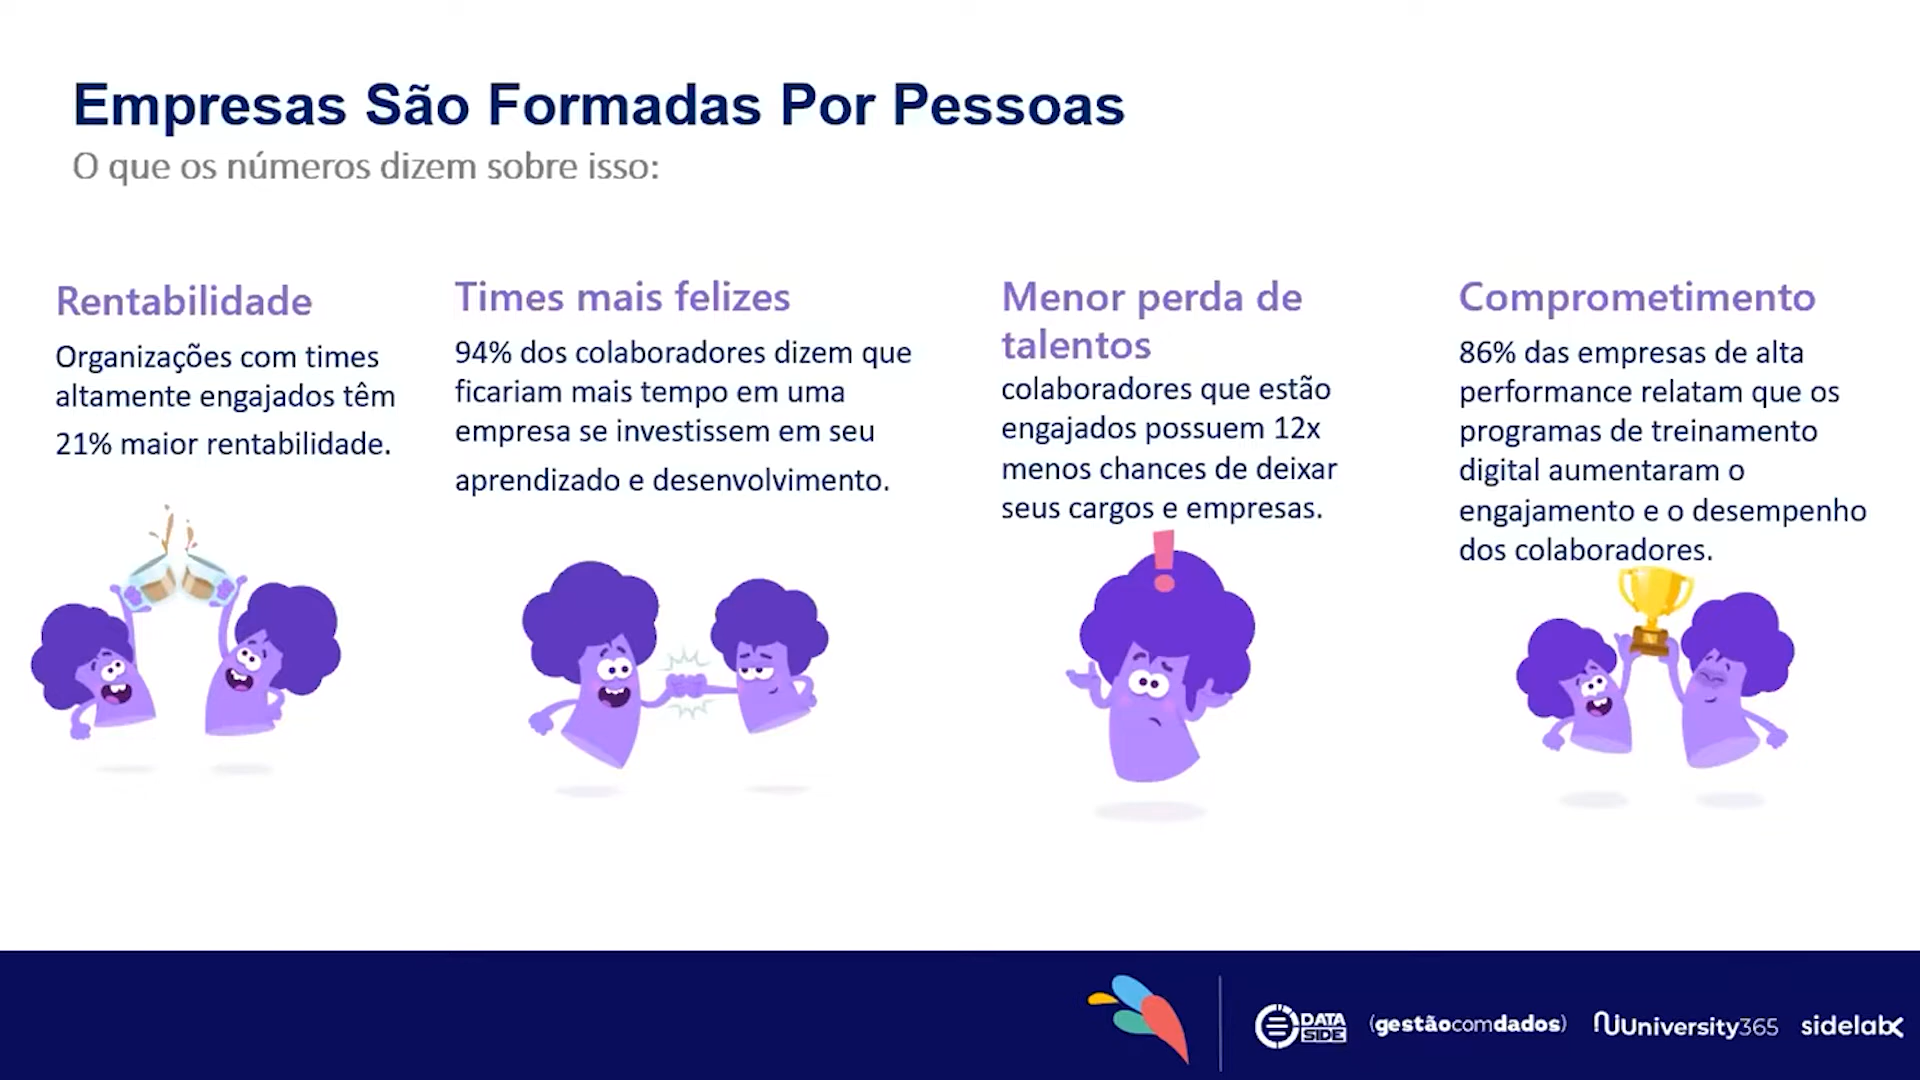 Empresas São Formadas Por Pessoas
O que os números dizem sobre isso:
Rentabilidade
Organizações com times
altamente engajados têm
21% maior rentabilidade.
Times mais felizes
94% dos colaboradores dizem que
ficariam mais tempo em uma
empresa se investissem em seu
aprendizado e desenvolvimento.
Menor perda de
talentos
colaboradores que estão
engajados possuem 12x
menos chances de deixar
seus cargos e empresas.
Comprometimento
86% das empresas de alta
performance relatam que os
programas de treinamento
digital aumentaram o
engajamento e o desempenho
dos colaboradores.
DATA
SIDE
(gestãocomdados)
University365
sidelabx